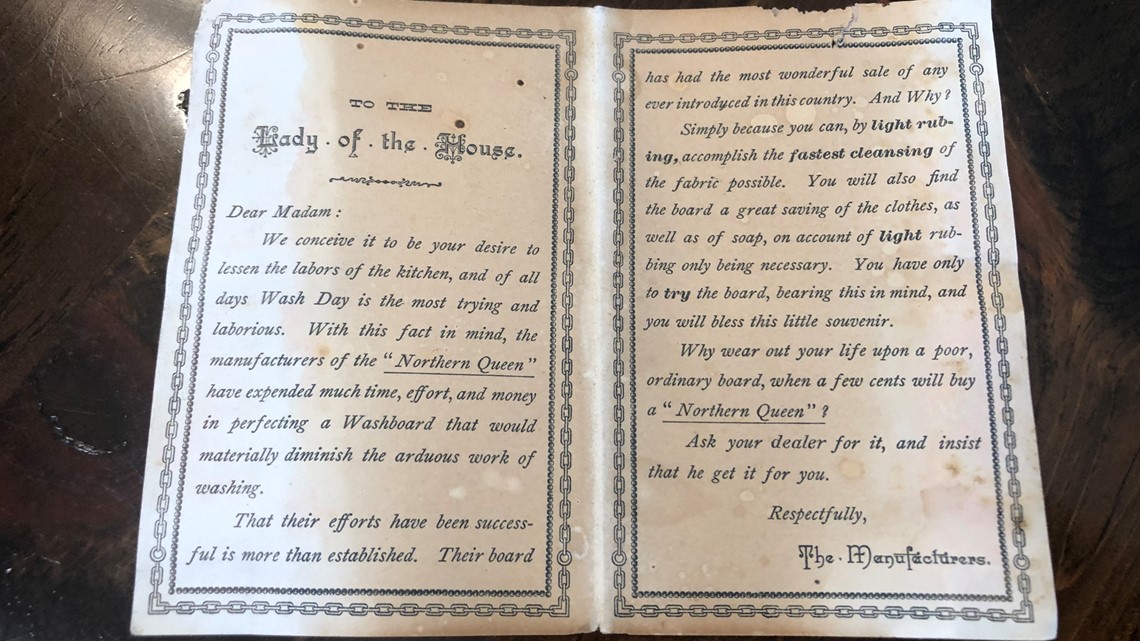 TO THE
Lady · of · the · House.
Dear Madam :
We conceive it to be your desire to
lessen the labors of the kitchen, and of all
days Wash Day is the most trying and
laborious. With this fact in mind, the
manufacturers of the "Northern Queen"
have expended much time, effort, and money
in perfecting a Washboard that would
materially diminish the arduous work of
washing.
That their efforts have been success-
ful is more than established. Their board
has had the most wonderful sale of any
ever introduced in this country. And Why?
Simply because you can, by light rub-
ing, accomplish the fastest cleansing of
the fabric possible. You will also find
the board a great saving of the clothes, as
well as of soap, on account of light rub-
bing only being necessary. You have only
to try the board, bearing this in mind, and
you will bless this little souvenir.
Why wear out your life upon a poor,
ordinary board, when a few cents will buy
a "Northern Queen"?
Ask your dealer for it, and insist
that he get it for you.
Respectfully,
The · Manufacturers.